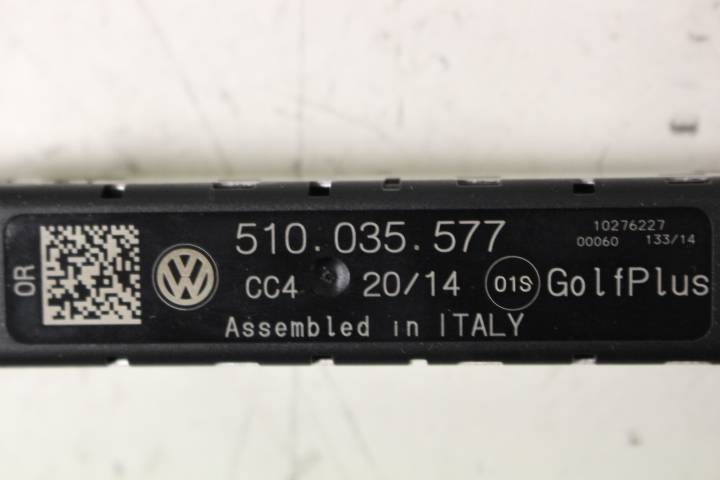 OR
510.035.577
10276227
00060 133/14
CC4 20/14 01S GolfPlus
Assembled in ITALY